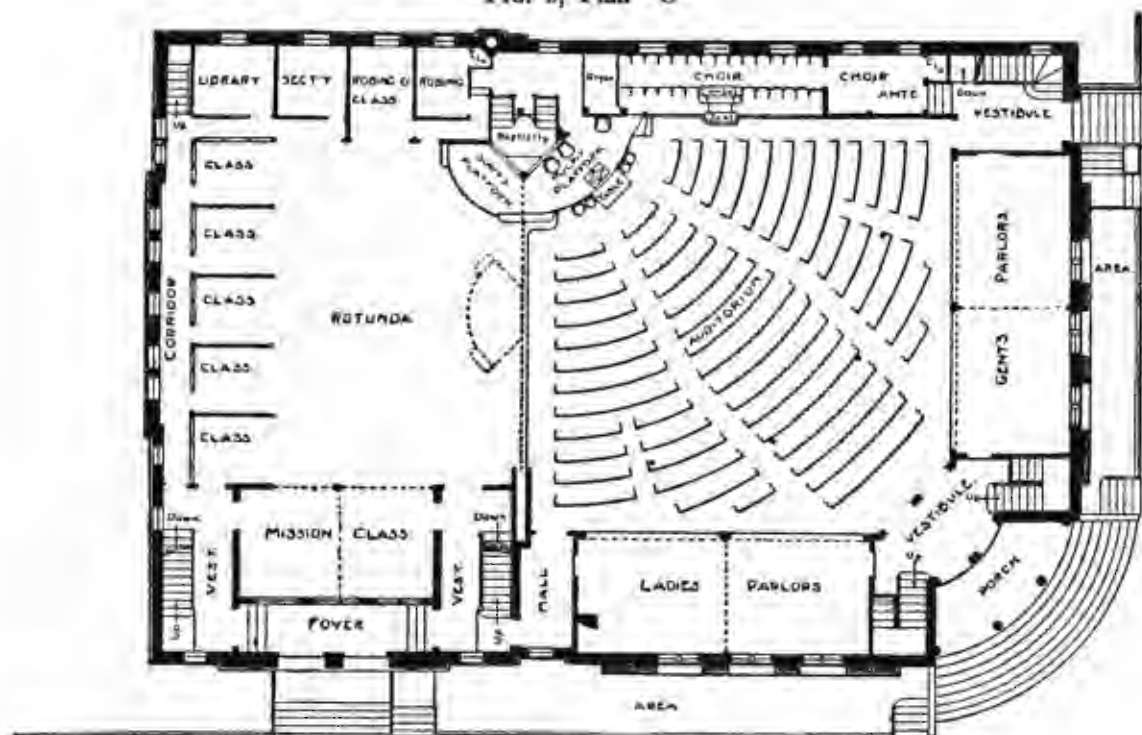 LIBRARY
SECT'Y
ROBING &
CLASS
ROBING
Organ
CHOIR
CHOIR
ANTE.
Down
VESTIBULE
Up
Baptistry
S.S.
PLATFORM
PLATFORM
CLASS
CLASS
CLASS
CLASS
CLASS
CORRIDOR
ROTUNDA
AUDITORIUM
PARLORS
GENTS
AREA
Down
VEST.
Up
MISSION
CLASS
FOYER
Down
VEST.
Up
HALL
LADIES
PARLORS
VESTIBULE
Up
PORCH
AREA